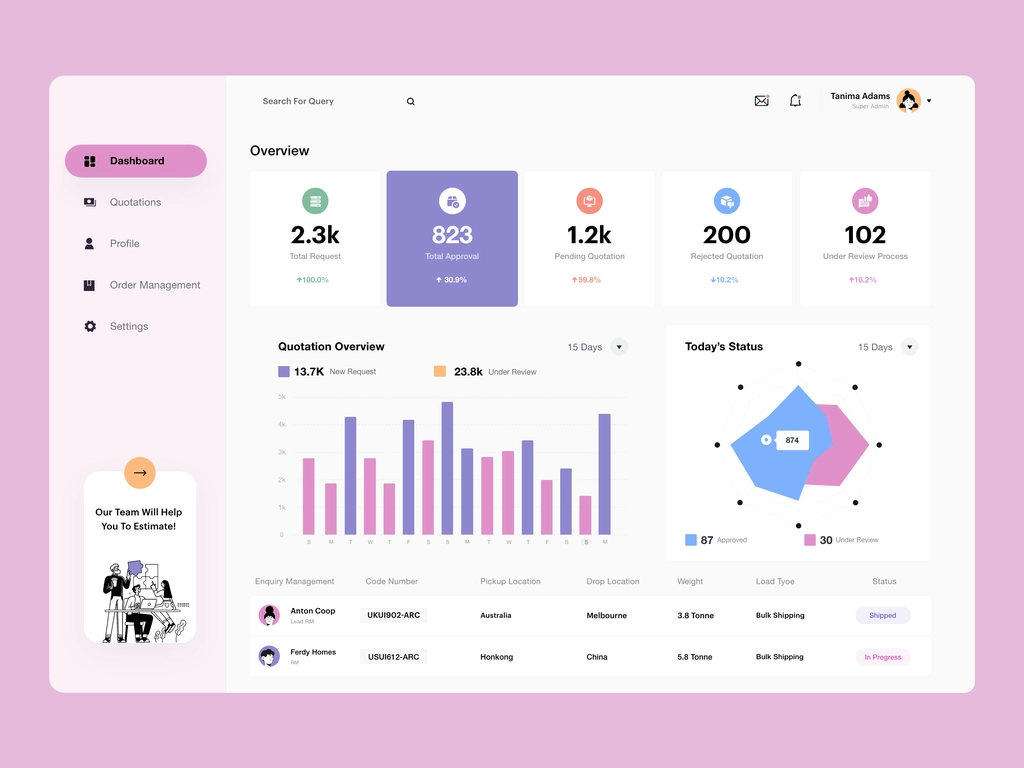 Search For Query
Tanima Adams
Super Admin
Dashboard
Quotations
Profile
Order Management
Settings
Our Team Will Help
You To Estimate!
Overview
2.3k
Total Request
↑100.0%
823
Total Approval
↑ 30.9%
1.2k
Pending Quotation
↑59.8%
200
Rejected Quotation
↓10.2%
102
Under Review Process
↑10.2%
Quotation Overview
15 Days
13.7K New Request
23.8k Under Review
5k
4k
3k
2k
1k
0
S M T W T F S S M T W T F S S M
Today's Status
15 Days
874
87 Approved
30 Under Review
Enquiry Management Code Number Pickup Location Drop Location Weight Load Tyoe Status
Anton Coop
Lead RM
UKUI902-ARC Australia Melbourne 3.8 Tonne Bulk Shipping Shipped
Ferdy Homes
RM
USUI612-ARC Honkong China 5.8 Tonne Bulk Shipping In Progress